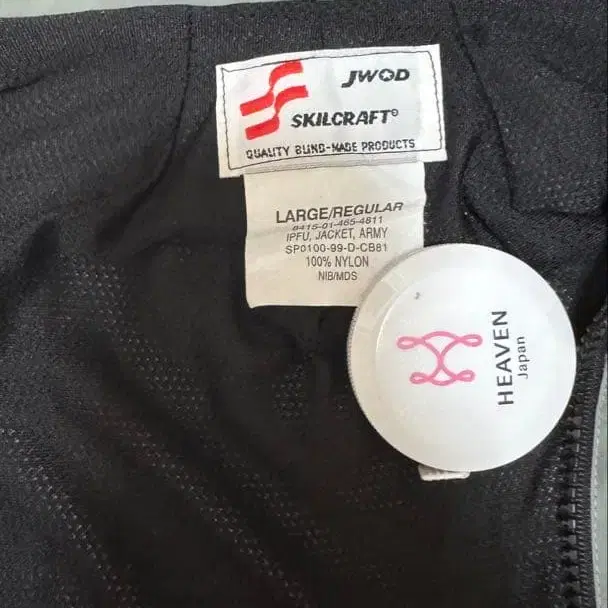 JWOD
SKILCRAFT®
QUALITY BLIND-MADE PRODUCTS
LARGE/REGULAR
8415-01-465-4811
IPFU, JACKET, ARMY
SP0100-99-D-CB81
100% NYLON
NIB/MDS
HEAVEN
Japan